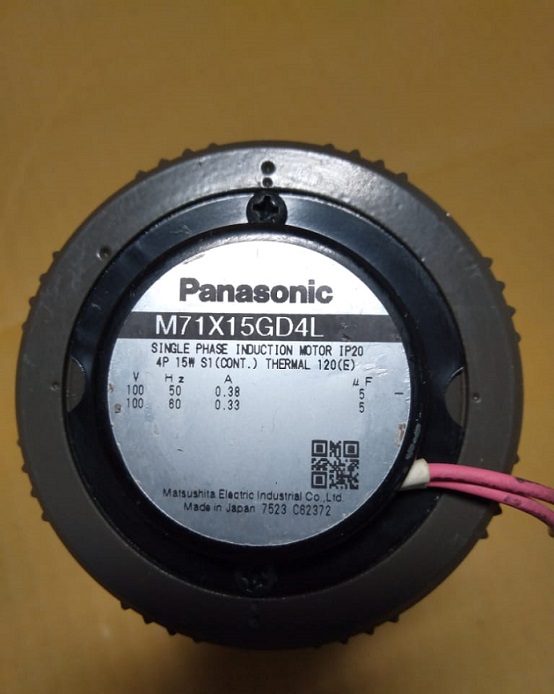 Panasonic
M71X15GD4L
SINGLE PHASE INDUCTION MOTOR IP20
4P 15W S1(CONT.) THERMAL 120(E)
V Hz A μF
100 50 0.38 5 —
100 60 0.33 5
Matsushita Electric Industrial Co.,Ltd.
Made in Japan 7523 C62372